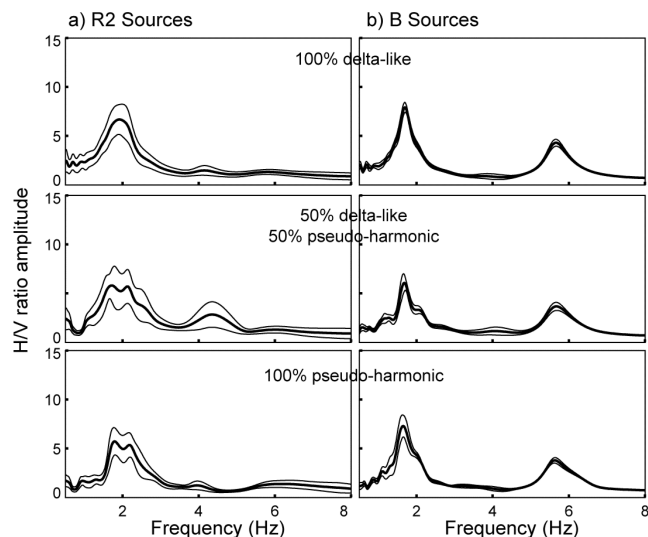 a) R2 Sources
b) B Sources
15
10
5
0
100% delta-like
15
10
5
0
50% delta-like
50% pseudo-harmonic
15
10
5
0
100% pseudo-harmonic
H/V ratio amplitude
2 4 6 8
2 4 6 8
Frequency (Hz)
Frequency (Hz)